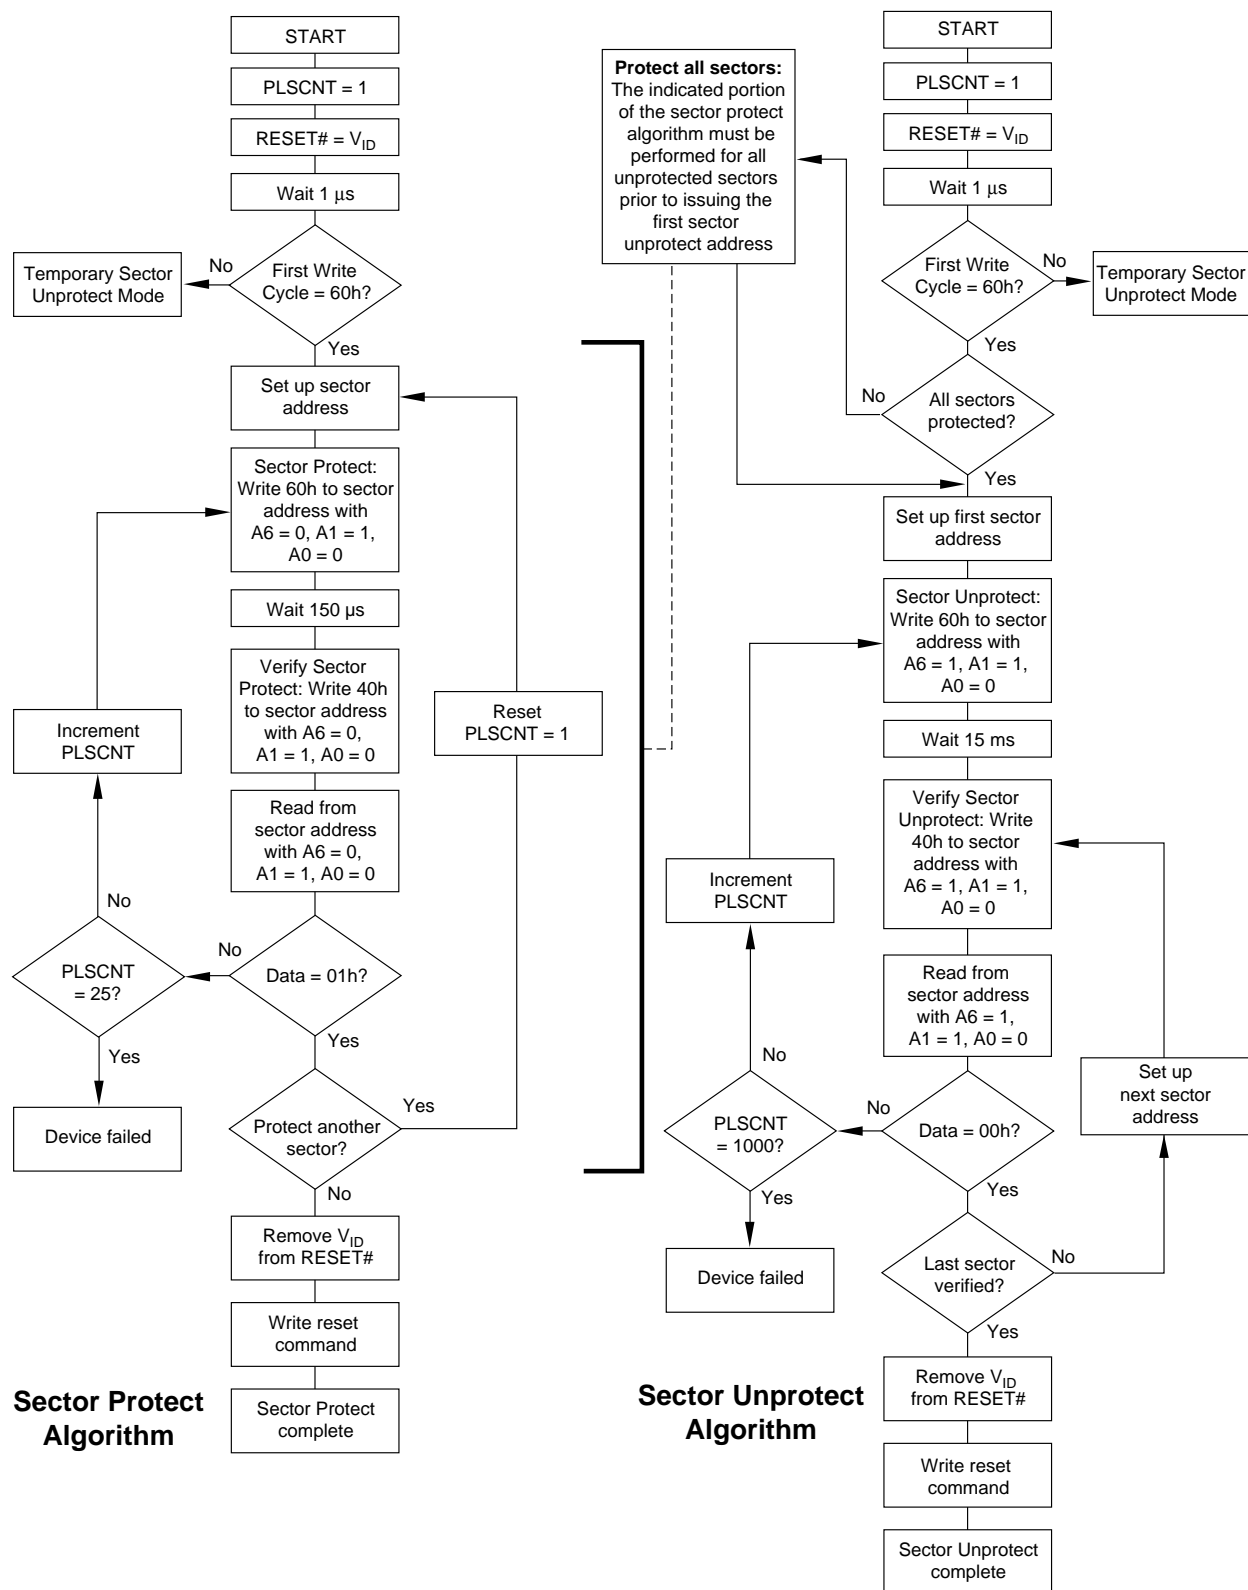 START
PLSCNT = 1
RESET# = VID
Wait 1 μs
First Write
Cycle = 60h?
No
Temporary Sector
Unprotect Mode
Yes
Set up sector
address
Sector Protect:
Write 60h to sector
address with
A6 = 0, A1 = 1,
A0 = 0
Wait 150 µs
Verify Sector
Protect: Write 40h
to sector address
with A6 = 0,
A1 = 1, A0 = 0
Reset
PLSCNT = 1
Increment
PLSCNT
Read from
sector address
with A6 = 0,
A1 = 1, A0 = 0
No
No
PLSCNT
= 25?
Data = 01h?
Yes
Yes
Device failed
Protect another
sector?
Yes
No
Remove VID
from RESET#
Write reset
command
Sector Protect
complete
Sector Protect
Algorithm
Protect all sectors:
The indicated portion
of the sector protect
algorithm must be
performed for all
unprotected sectors
prior to issuing the
first sector
unprotect address
START
PLSCNT = 1
RESET# = VID
Wait 1 μs
First Write
Cycle = 60h?
No
Temporary Sector
Unprotect Mode
Yes
No
All sectors
protected?
Yes
Set up first sector
address
Sector Unprotect:
Write 60h to sector
address with
A6 = 1, A1 = 1,
A0 = 0
Wait 15 ms
Verify Sector
Unprotect: Write
40h to sector
address with
A6 = 1, A1 = 1,
A0 = 0
Increment
PLSCNT
Read from
sector address
with A6 = 1,
A1 = 1, A0 = 0
No
Set up
next sector
address
No
PLSCNT
= 1000?
Data = 00h?
Yes
Yes
Device failed
Last sector
verified?
No
Yes
Remove VID
from RESET#
Write reset
command
Sector Unprotect
complete
Sector Unprotect
Algorithm